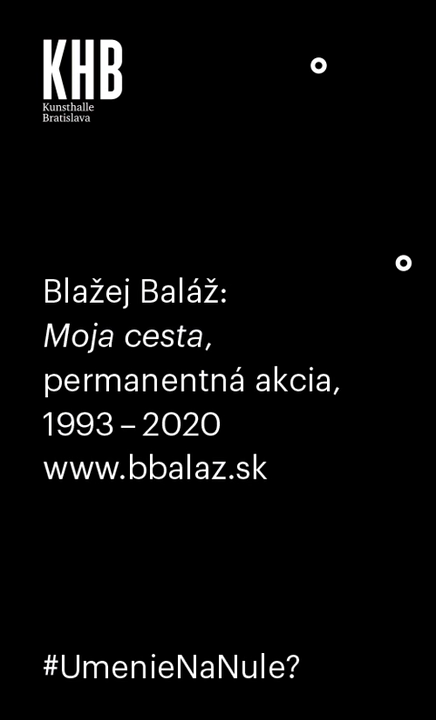 KHB
Kunsthalle
Bratislava
Blažej Baláž:
Moja cesta,
permanentná akcia,
1993 – 2020
www.bbalaz.sk
#UmenieNaNule?